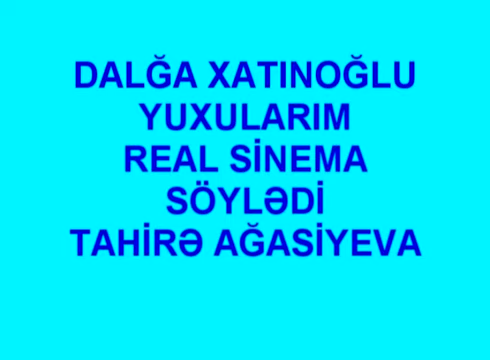 DALĞA XATINOĞLU
YUXULARIM
REAL SİNEMA
SÖYLƏDİ
TAHİRƏ AĞASİYEVA